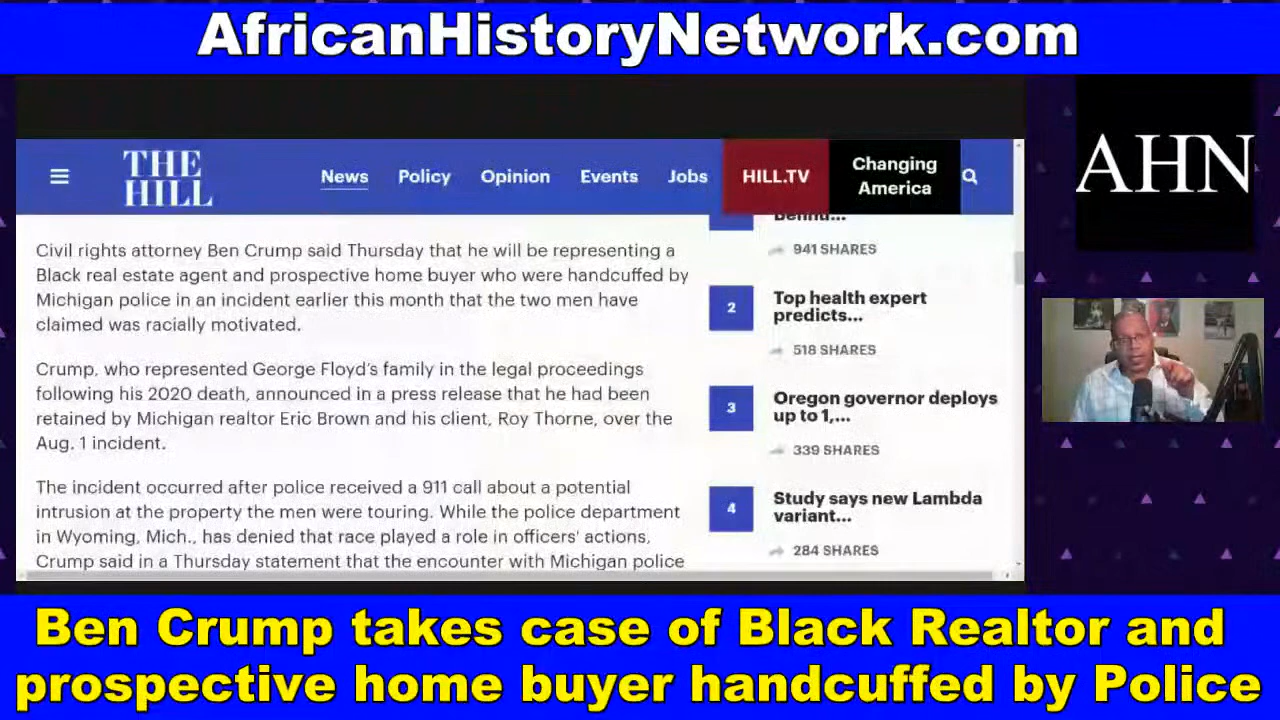 AfricanHistoryNetwork.com
THE
HILL
News
Policy
Opinion
Events
Jobs
HILL.TV
Changing
America
AHN
Civil rights attorney Ben Crump said Thursday that he will be representing a
Black real estate agent and prospective home buyer who were handcuffed by
Michigan police in an incident earlier this month that the two men have
claimed was racially motivated.
Crump, who represented George Floyd's family in the legal proceedings
following his 2020 death, announced in a press release that he had been
retained by Michigan realtor Eric Brown and his client, Roy Thorne, over the
Aug. 1 incident.
The incident occurred after police received a 911 call about a potential
intrusion at the property the men were touring. While the police department
in Wyoming, Mich., has denied that race played a role in officers' actions,
Crump said in a Thursday statement that the encounter with Michigan police
941 SHARES
2
Top health expert
predicts...
518 SHARES
3
Oregon governor deploys
up to 1,...
339 SHARES
4
Study says new Lambda
variant...
284 SHARES
Ben Crump takes case of Black Realtor and
prospective home buyer handcuffed by Police